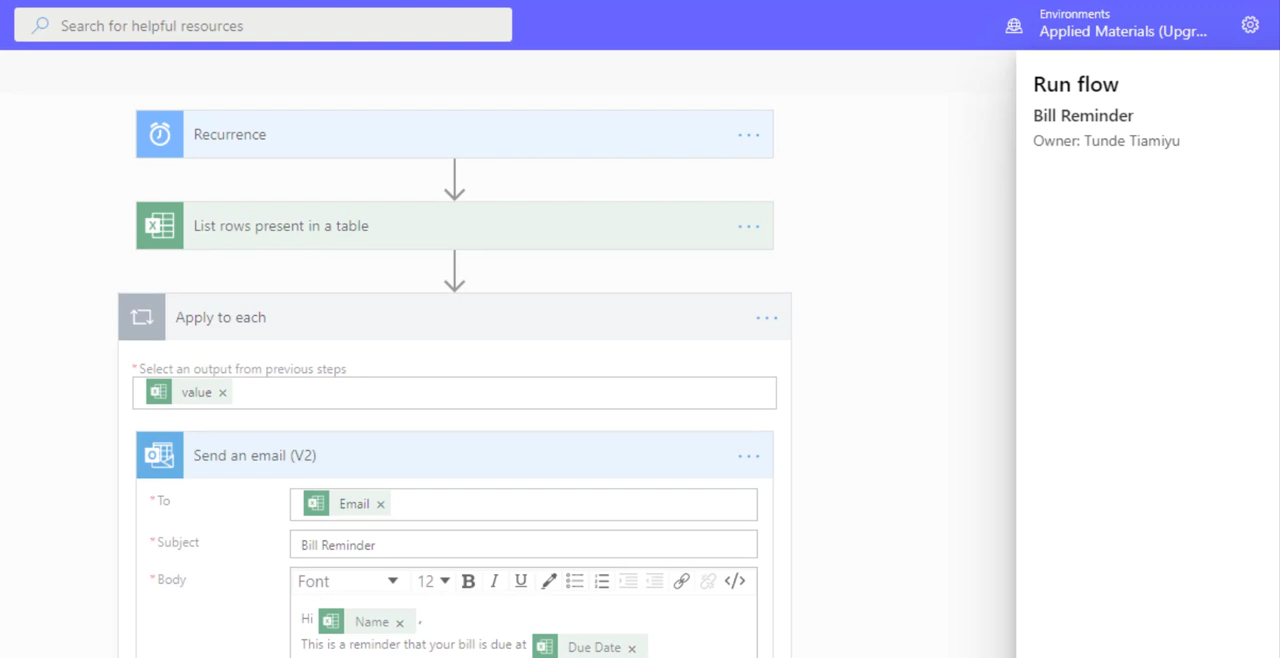 Search for helpful resources
Environments
Applied Materials (Upgr...
Run flow
Bill Reminder
Owner: Tunde Tiamiyu
Recurrence
List rows present in a table
Apply to each
*Select an output from previous steps
value ×
Send an email (V2)
*To
Email ×
*Subject
Bill Reminder
*Body
Font 12 B I U </>
Hi Name × ,
This is a reminder that your bill is due at Due Date ×